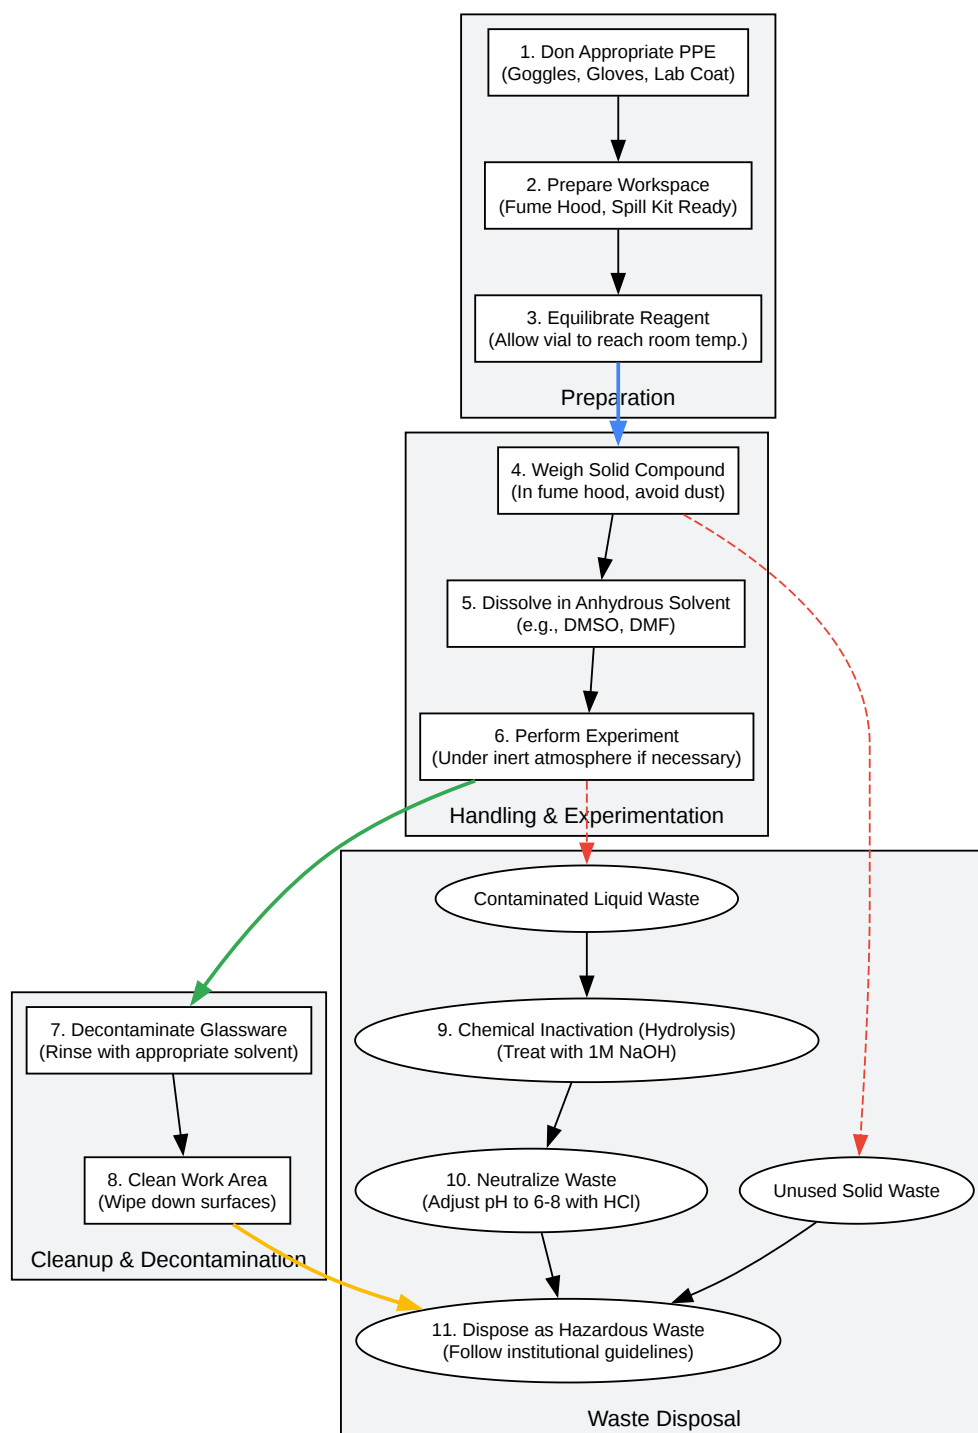 1. Don Appropriate PPE
(Goggles, Gloves, Lab Coat)
2. Prepare Workspace
(Fume Hood, Spill Kit Ready)
3. Equilibrate Reagent
(Allow vial to reach room temp.)
Preparation
4. Weigh Solid Compound
(In fume hood, avoid dust)
5. Dissolve in Anhydrous Solvent
(e.g., DMSO, DMF)
6. Perform Experiment
(Under inert atmosphere if necessary)
Handling & Experimentation
Contaminated Liquid Waste
7. Decontaminate Glassware
(Rinse with appropriate solvent)
9. Chemical Inactivation (Hydrolysis)
(Treat with 1M NaOH)
8. Clean Work Area
(Wipe down surfaces)
10. Neutralize Waste
(Adjust pH to 6-8 with HCl)
Unused Solid Waste
Cleanup & Decontamination
11. Dispose as Hazardous Waste
(Follow institutional guidelines)
Waste Disposal